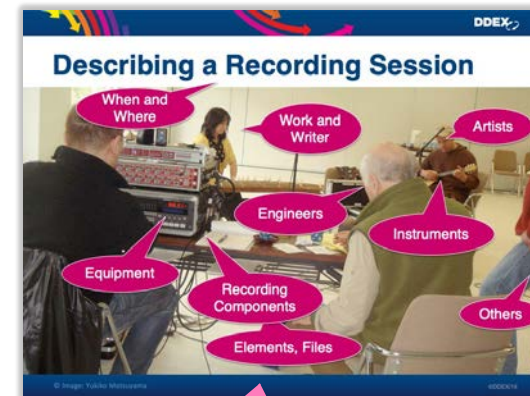 DDEX
Describing a Recording Session
When and
Where
Work and
Writer
Artists
Engineers
Instruments
Equipment
Recording
Components
Others
Elements, Files
© Image: Yukiko Matsuyama